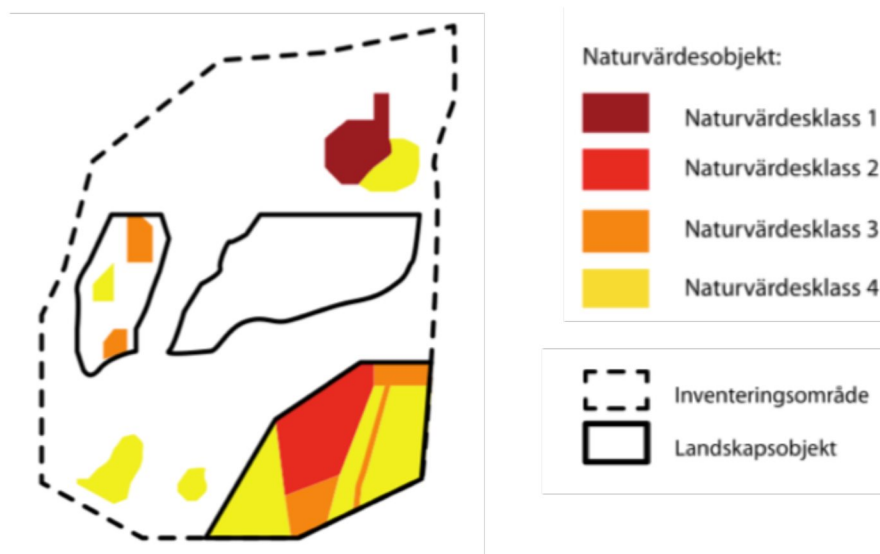 Naturvärdesobjekt:
Naturvärdesklass 1
Naturvärdesklass 2
Naturvärdesklass 3
Naturvärdesklass 4
Inventeringsområde
Landskapsobjekt